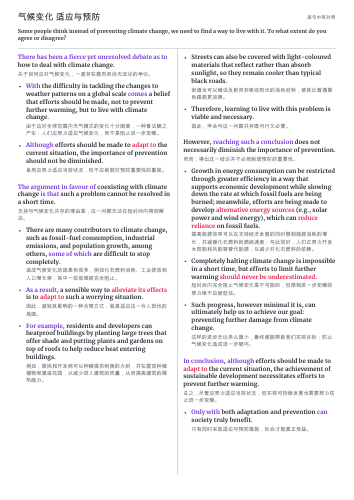 气候变化 适应与预防
逐句中英对照
Some people think instead of preventing climate change, we need to find a way to live with it. To what extent do you
agree or disagree?
There has been a fierce yet unresolved debate as to
how to deal with climate change.
关于如何应对气候变化，一直存在激烈而尚无定论的争论。
• With the difficulty in tackling the changes to
weather patterns on a global scale comes a belief
that efforts should be made, not to prevent
further warming, but to live with climate
change.
由于应对全球范围内天气模式的变化十分困难，一种看法随之
产生：人们应努力适应气候变化，而不是阻止进一步变暖。
• Although efforts should be made to adapt to the
current situation, the importance of prevention
should not be diminished.
虽然应努力适应当前状况，但不应削弱对预防重要性的重视。
The argument in favour of coexisting with climate
change is that such a problem cannot be resolved in
a short time.
支持与气候变化共存的理由是，这一问题无法在短时间内得到解
决。
• There are many contributors to climate change,
such as fossil-fuel consumption, industrial
emissions, and population growth, among
others, some of which are difficult to stop
completely.
造成气候变化的因素有很多，例如化石燃料消耗、工业排放和
人口增长等，其中一些很难完全阻止。
• As a result, a sensible way to alleviate its effects
is to adapt to such a worrying situation.
因此，减轻其影响的一种合理方式，就是适应这一令人担忧的
局面。
• For example, residents and developers can
heatproof buildings by planting large trees that
offer shade and putting plants and gardens on
top of roofs to help reduce heat entering
buildings.
例如，居民和开发商可以种植提供树荫的大树，并在屋顶种植
植物和建造花园，以减少进入建筑的热量，从而提高建筑的隔
热能力。
• Streets can also be covered with light-coloured
materials that reflect rather than absorb
sunlight, so they remain cooler than typical
black roads.
街道也可以铺设反射而非吸收阳光的浅色材料，使其比普通黑
色路面更凉爽。
• Therefore, learning to live with this problem is
viable and necessary.
因此，学会与这一问题共存既可行又必要。
However, reaching such a conclusion does not
necessarily diminish the importance of prevention.
然而，得出这一结论并不必然削弱预防的重要性。
• Growth in energy consumption can be restricted
through greater efficiency in a way that
supports economic development while slowing
down the rate at which fossil fuels are being
burned; meanwhile, efforts are being made to
develop alternative energy sources (e.g., solar
power and wind energy), which can reduce
reliance on fossil fuels.
提高能源效率可以在支持经济发展的同时限制能源消耗的增
长，并减缓化石燃料的燃烧速度；与此同时，人们正努力开发
太阳能和风能等替代能源，以减少对化石燃料的依赖。
• Completely halting climate change is impossible
in a short time, but efforts to limit further
warming should never be underestimated.
短时间内完全阻止气候变化是不可能的，但限制进一步变暖的
努力绝不应被低估。
• Such progress, however minimal it is, can
ultimately help us to achieve our goal:
preventing further damage from climate
change.
这样的进步无论多么微小，最终都能帮助我们实现目标：防止
气候变化造成进一步破坏。
In conclusion, although efforts should be made to
adapt to the current situation, the achievement of
sustainable development necessitates efforts to
prevent further warming.
总之，尽管应努力适应当前状况，但实现可持续发展也需要努力防
止进一步变暖。
• Only with both adaptation and prevention can
society truly benefit.
只有同时采取适应与预防措施，社会才能真正受益。